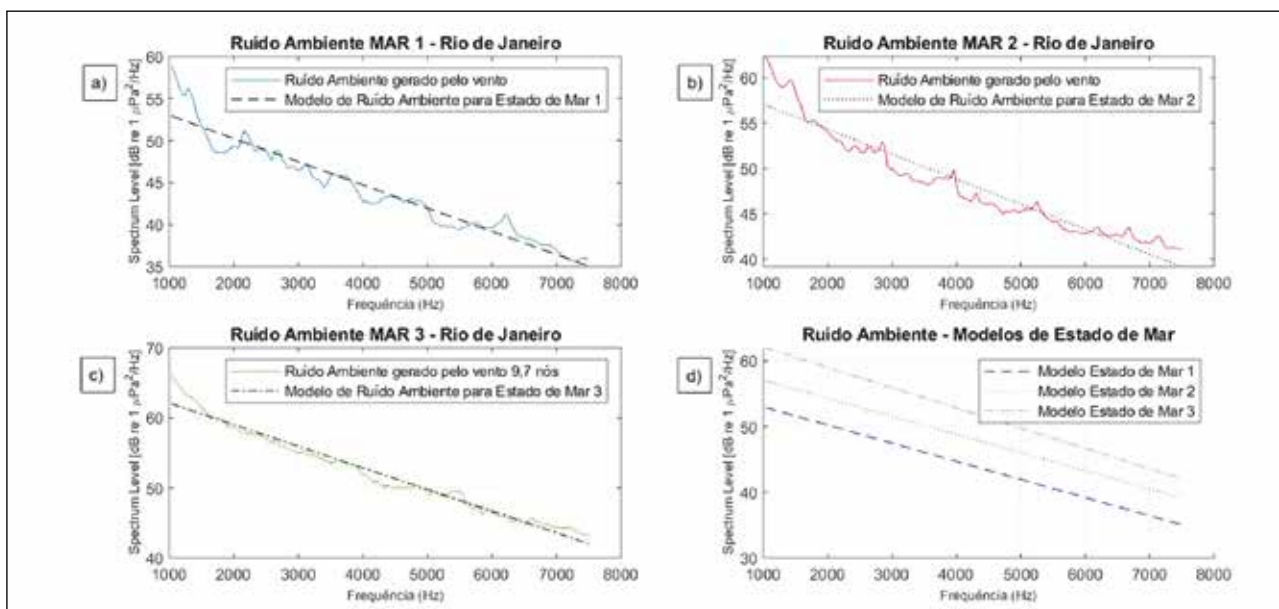 a)
Ruído Ambiente MAR 1 - Rio de Janeiro
Ruído Ambiente gerado pelo vento
Modelo de Ruído Ambiente para Estado de Mar 1
Spectrum Level [dB re 1 μPa²/Hz]
60
55
50
45
40
35
1000 2000 3000 4000 5000 6000 7000 8000
Frequência (Hz)
b)
Ruído Ambiente MAR 2 - Rio de Janeiro
Ruído Ambiente gerado pelo vento
Modelo de Ruído Ambiente para Estado de Mar 2
Spectrum Level [dB re 1 μPa²/Hz]
60
55
50
45
40
1000 2000 3000 4000 5000 6000 7000 8000
Frequência (Hz)
c)
Ruído Ambiente MAR 3 - Rio de Janeiro
Ruído Ambiente gerado pelo vento 9,7 nós
Modelo de Ruído Ambiente para Estado de Mar 3
Spectrum Level [dB re 1 μPa²/Hz]
70
60
50
40
1000 2000 3000 4000 5000 6000 7000 8000
Frequência (Hz)
d)
Ruído Ambiente - Modelos de Estado de Mar
Modelo Estado de Mar 1
Modelo Estado de Mar 2
Modelo Estado de Mar 3
Spectrum Level [dB re 1 μPa²/Hz]
60
50
40
30
1000 2000 3000 4000 5000 6000 7000 8000
Frequência (Hz)